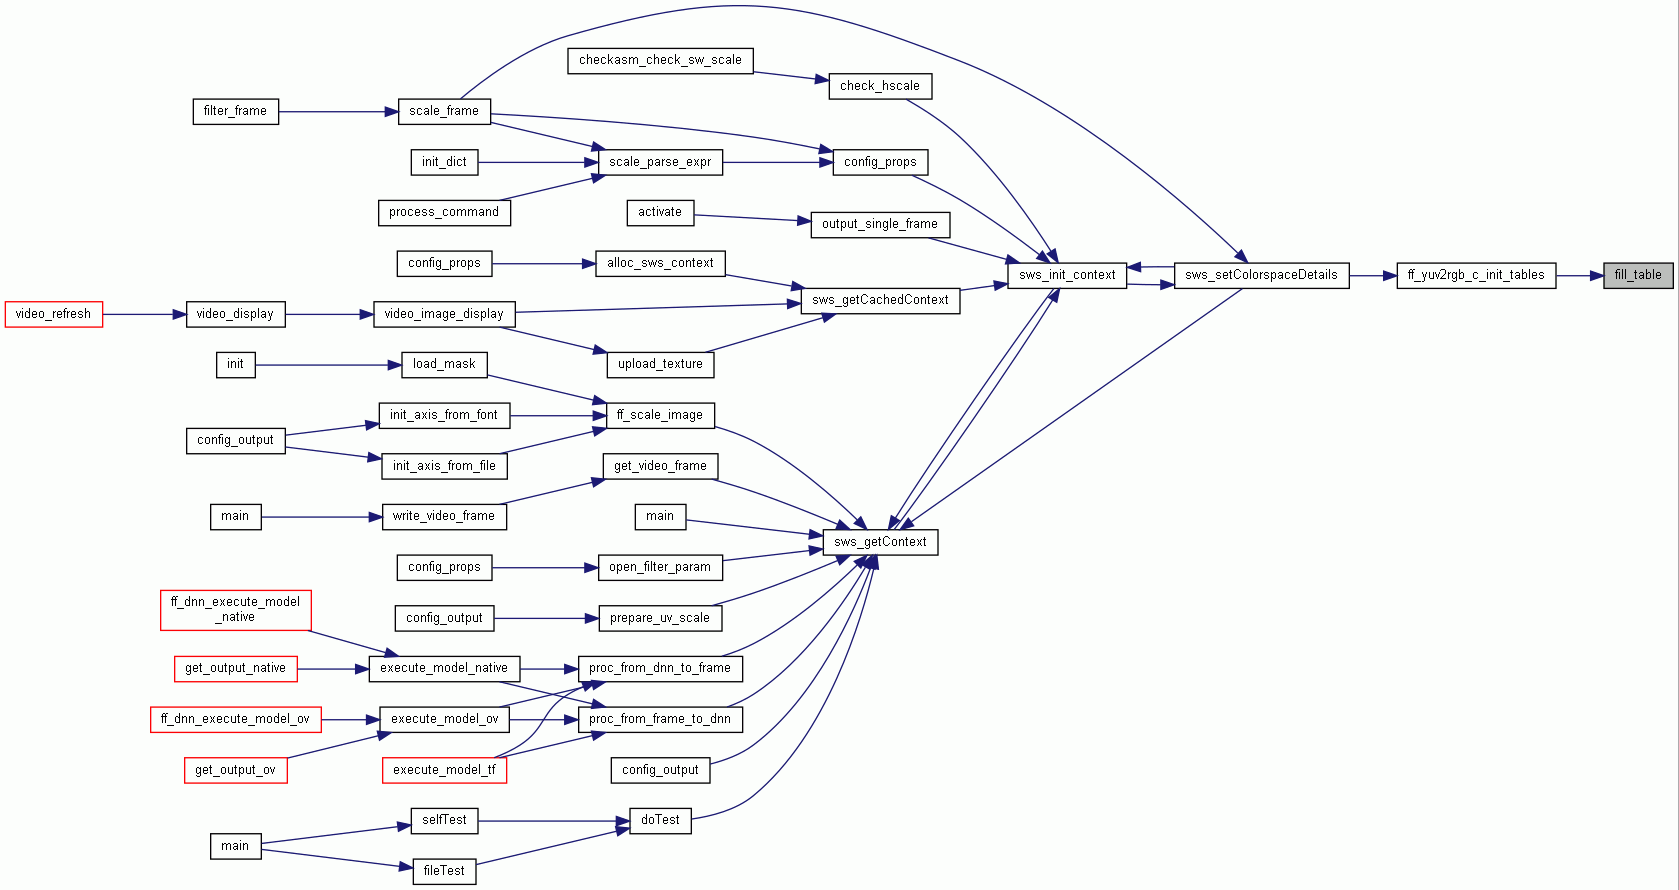 checkasm_check_sw_scale
check_hscale
filter_frame
scale_frame
init_dict
scale_parse_expr
config_props
process_command
activate
output_single_frame
config_props
alloc_sws_context
sws_init_context
sws_setColorspaceDetails
ff_yuv2rgb_c_init_tables
fill_table
sws_getCachedContext
video_refresh
video_display
video_image_display
init
load_mask
upload_texture
init_axis_from_font
ff_scale_image
config_output
init_axis_from_file
get_video_frame
main
write_video_frame
main
sws_getContext
config_props
open_filter_param
ff_dnn_execute_model
_native
config_output
prepare_uv_scale
get_output_native
execute_model_native
proc_from_dnn_to_frame
ff_dnn_execute_model_ov
execute_model_ov
proc_from_frame_to_dnn
get_output_ov
execute_model_tf
config_output
selfTest
doTest
main
fileTest